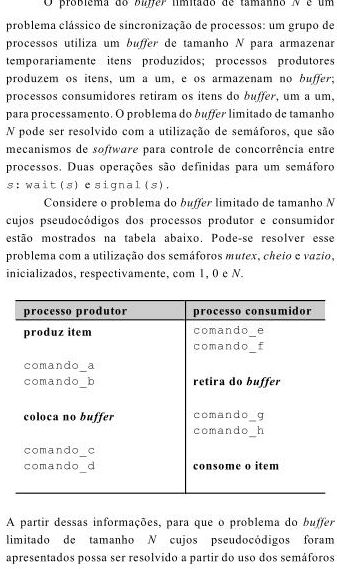 O problema do buffer limitado de tamanho N é um
problema clássico de sincronização de processos: um grupo de
processos utiliza um buffer de tamanho N para armazenar
temporariamente itens produzidos; processos produtores
produzem os itens, um a um, e os armazenam no buffer;
processos consumidores retiram os itens do buffer, um a um,
para processamento. O problema do buffer limitado de tamanho
N pode ser resolvido com a utilização de semáforos, que são
mecanismos de software para controle de concorrência entre
processos. Duas operações são definidas para um semáforo
s: wait(s) e signal(s).
Considere o problema do buffer limitado de tamanho N
cujos pseudocódigos dos processos produtor e consumidor
estão mostrados na tabela abaixo. Pode-se resolver esse
problema com a utilização dos semáforos mutex, cheio e vazio,
inicializados, respectivamente, com 1, 0 e N.
processo produtor
produz item
comando_a
comando_b
coloca no buffer
comando_c
comando_d
processo consumidor
comando_e
comando_f
retira do buffer
comando_g
comando_h
consome o item
A partir dessas informações, para que o problema do buffer
limitado de tamanho N cujos pseudocódigos foram
apresentados possa ser resolvido a partir do uso dos semáforos